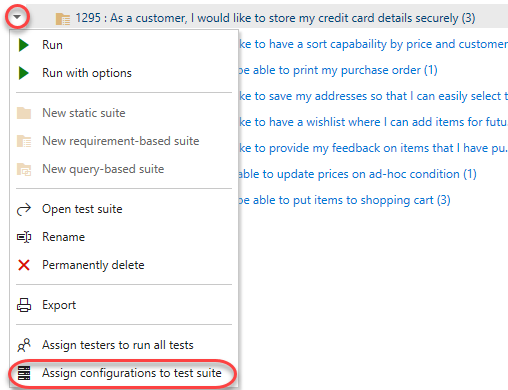 1295 : As a customer, I would like to store my credit card details securely (3)
Run
ke to have a sort capabaility by price and customer
Run with options
be able to print my purchase order (1)
ke to save my addresses so that I can easily select t
New static suite
ke to have a wishlist where I can add items for futu
New requirement-based suite
ke to provide my feedback on items that I have pu.
New query-based suite
able to update prices on ad-hoc condition (1)
be able to put items to shopping cart (3)
Open test suite
Rename
Permanently delete
Export
Assign testers to run all tests
Assign configurations to test suite